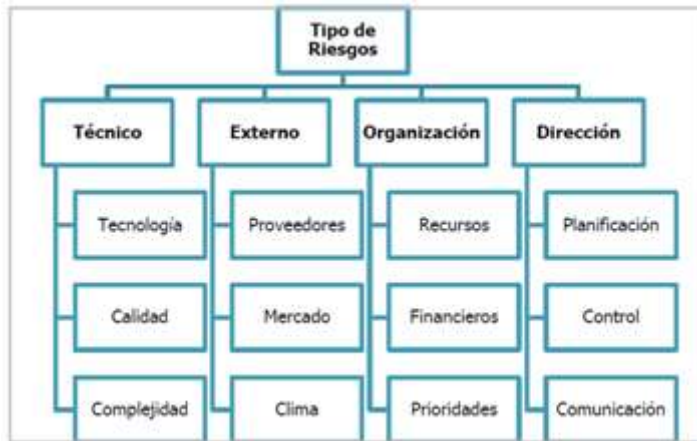 Tipo de
Riesgos
Técnico
Externo
Organización
Dirección
Tecnología
Proveedores
Recursos
Planificación
Calidad
Mercado
Financieros
Control
Complejidad
Clima
Prioridades
Comunicación